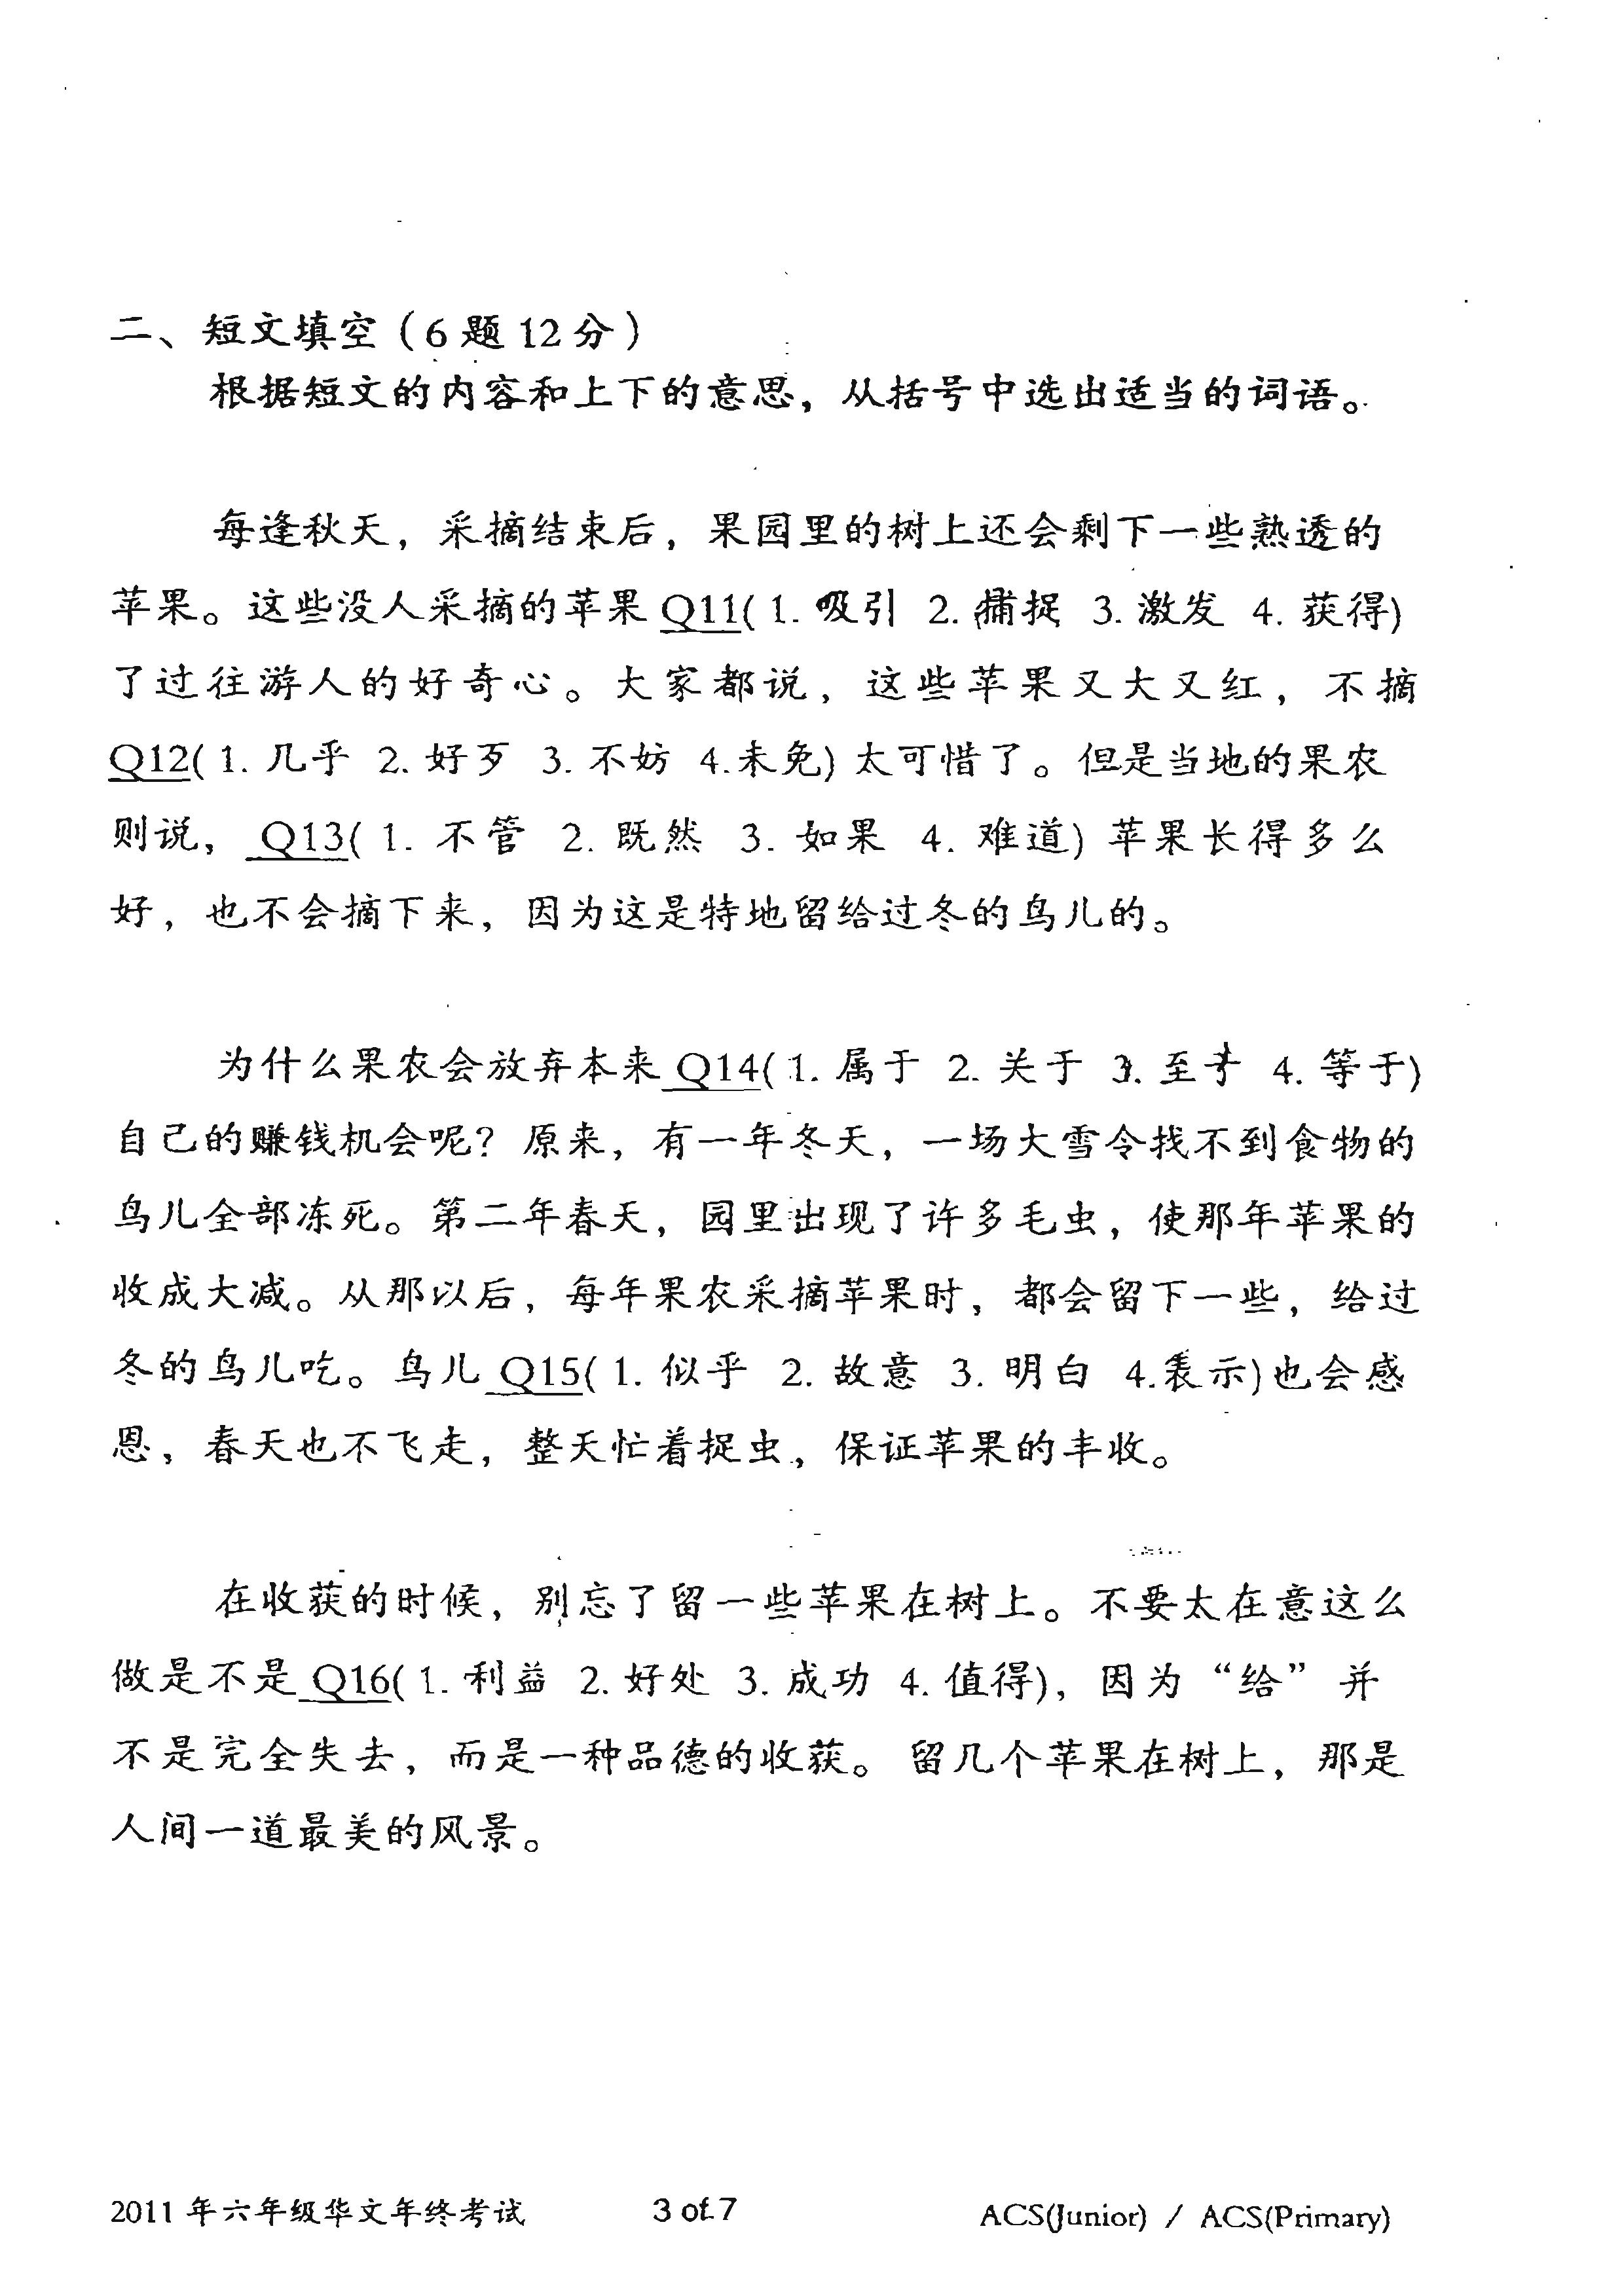 二、短文填空（6题12分）
根据短文的内容和上下的意思，从括号中选出适当的词语。
每逢秋天，采摘结束后，果园里的树上还会剩下一些熟透的
苹果。这些没人采摘的苹果 Q11( 1. 吸引 2. 捕捉 3. 激发 4. 获得)
了过往游人的好奇心。大家都说，这些苹果又大又红，不摘
Q12( 1. 几乎 2. 好歹 3. 不妨 4.未免) 太可惜了。但是当地的果农
则说， Q13( 1. 不管 2. 既然 3. 如果 4. 难道) 苹果长得多么
好，也不会摘下来，因为这是特地留给过冬的鸟儿的。
为什么果农会放弃本来 Q14( 1. 属于 2. 关于 3. 至于 4. 等于)
自己的赚钱机会呢？原来，有一年冬天，一场大雪令找不到食物的
鸟儿全部冻死。第二年春天，园里出现了许多毛虫，使那年苹果的
收成大减。从那以后，每年果农采摘苹果时，都会留下一些，给过
冬的鸟儿吃。鸟儿 Q15( 1. 似乎 2. 故意 3. 明白 4.表示)也会感
恩，春天也不飞走，整天忙着捉虫，保证苹果的丰收。
在收获的时候，别忘了留一些苹果在树上。不要太在意这么
做是不是 Q16( 1. 利益 2. 好处 3. 成功 4. 值得)，因为“给”并
不是完全失去，而是一种品德的收获。留几个苹果在树上，那是
人间一道最美的风景。
2011 年六年级华文年终考试 3 of 7 ACS(Junior) / ACS(Primary)